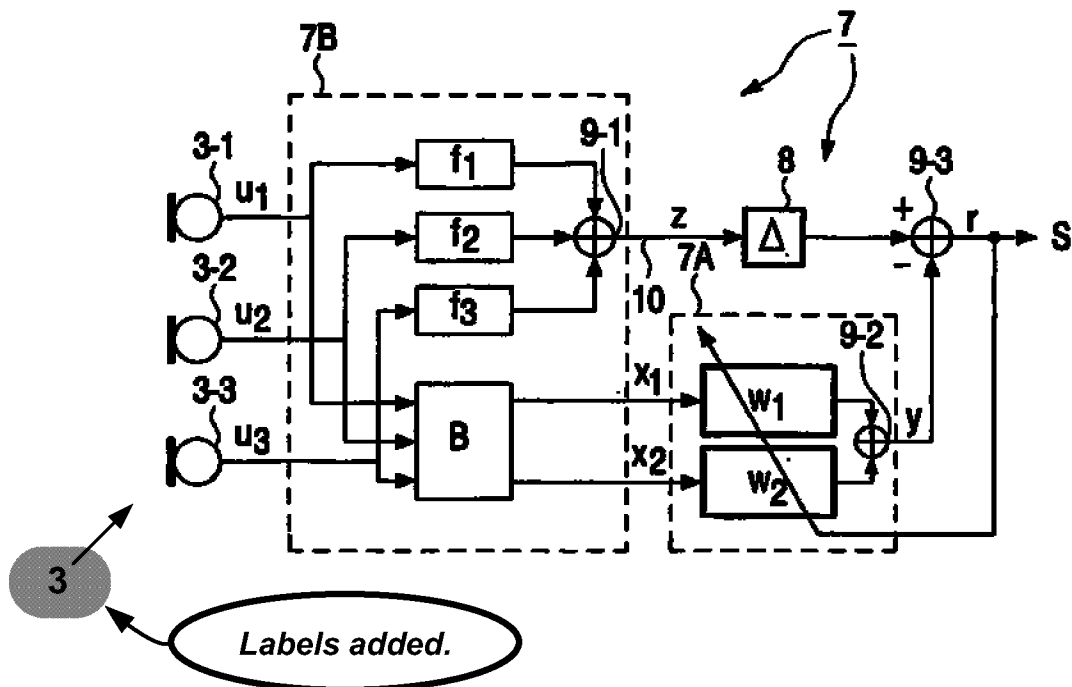 7
7B
9-1
3-1
u1
f1
8
9-3
+
r
S
z
Δ
-
f2
3-2
10
7A
u2
f3
9-2
x1
w1
3-3
B
y
u3
x2
w2
3
Labels added.